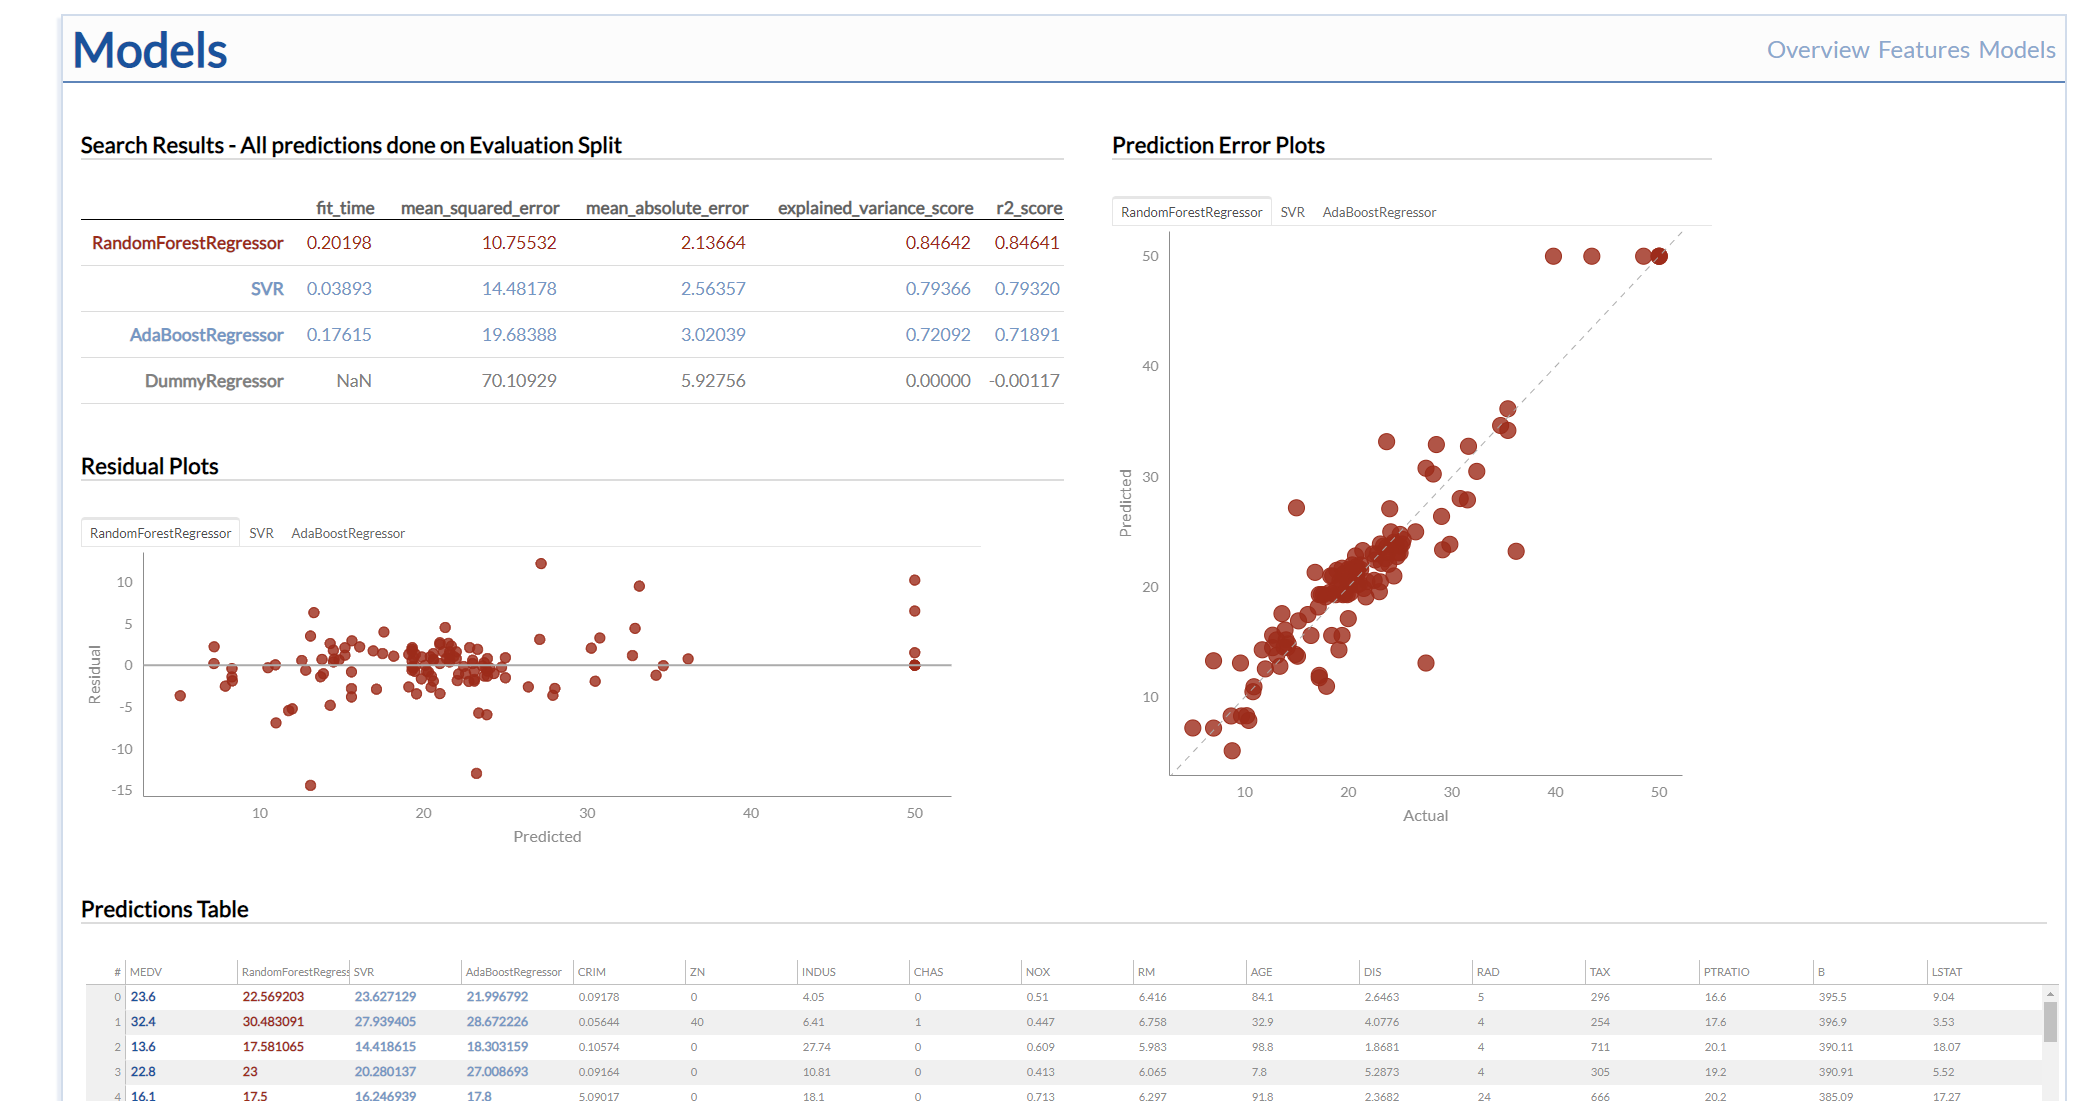 Models
Overview Features Models
Search Results - All predictions done on Evaluation Split
fit_time mean_squared_error mean_absolute_error explained_variance_score r2_score
RandomForestRegressor 0.20198 10.75532 2.13664 0.84642 0.84641
SVR 0.03893 14.48178 2.56357 0.79366 0.79320
AdaBoostRegressor 0.17615 19.68388 3.02039 0.72092 0.71891
DummyRegressor NaN 70.10929 5.92756 0.00000 -0.00117
Residual Plots
RandomForestRegressor SVR AdaBoostRegressor
10
5
0
-5
-10
-15
Residual
10 20 30 40 50
Predicted
Prediction Error Plots
RandomForestRegressor SVR AdaBoostRegressor
50
40
30
20
10
Predicted
10 20 30 40 50
Actual
Predictions Table
# MEDV RandomForestRegress SVR AdaBoostRegressor CRIM ZN INDUS CHAS NOX RM AGE DIS RAD TAX PTRATIO B LSTAT
0 23.6 22.569203 23.627129 21.996792 0.09178 0 4.05 0 0.51 6.416 84.1 2.6463 5 296 16.6 395.5 9.04
1 32.4 30.483091 27.939405 28.672226 0.05644 40 6.41 1 0.447 6.758 32.9 4.0776 4 254 17.6 396.9 3.53
2 13.6 17.581065 14.418615 18.303159 0.10574 0 27.74 0 0.609 5.983 98.8 1.8681 4 711 20.1 390.11 18.07
3 22.8 23 20.280137 27.008693 0.09164 0 10.81 0 0.413 6.065 7.8 5.2873 4 305 19.2 390.91 5.52
4 16.1 17.5 16.246939 17.8 5.09017 0 18.1 0 0.713 6.297 91.8 2.3682 24 666 20.2 385.09 17.27